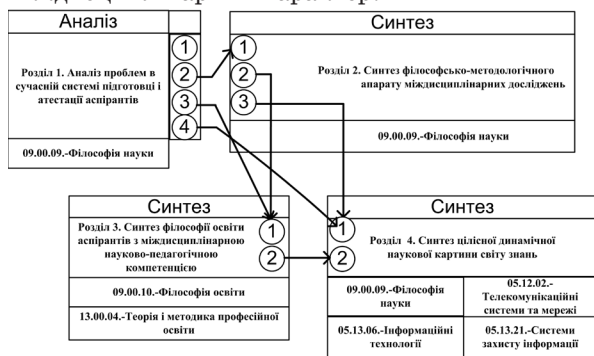 Аналіз
1
2
3
4
Розділ 1. Аналіз проблем в
сучасній системі підготовці і
атестації аспірантів
09.00.09.-Філософія науки
Синтез
1
2
3
Розділ 2. Синтез філософсько-методологічного
апарату міждисциплінарних досліджень
09.00.09.-Філософія науки
Синтез
Розділ 3. Синтез філософії освіти
аспірантів з міждисциплінарною
науково-педагогічною
компетенцією
1
2
09.00.10.-Філософія освіти
13.00.04.-Теорія і методика професійної
освіти
Синтез
1
2
Розділ 4. Синтез цілісної динамічної
наукової картини світу знань
09.00.09.-Філософія
науки
05.12.02.-
Телекомунікаційні
системи та мережі
05.13.06.-Інформаційні
технології
05.13.21.-Системи
захисту інформації